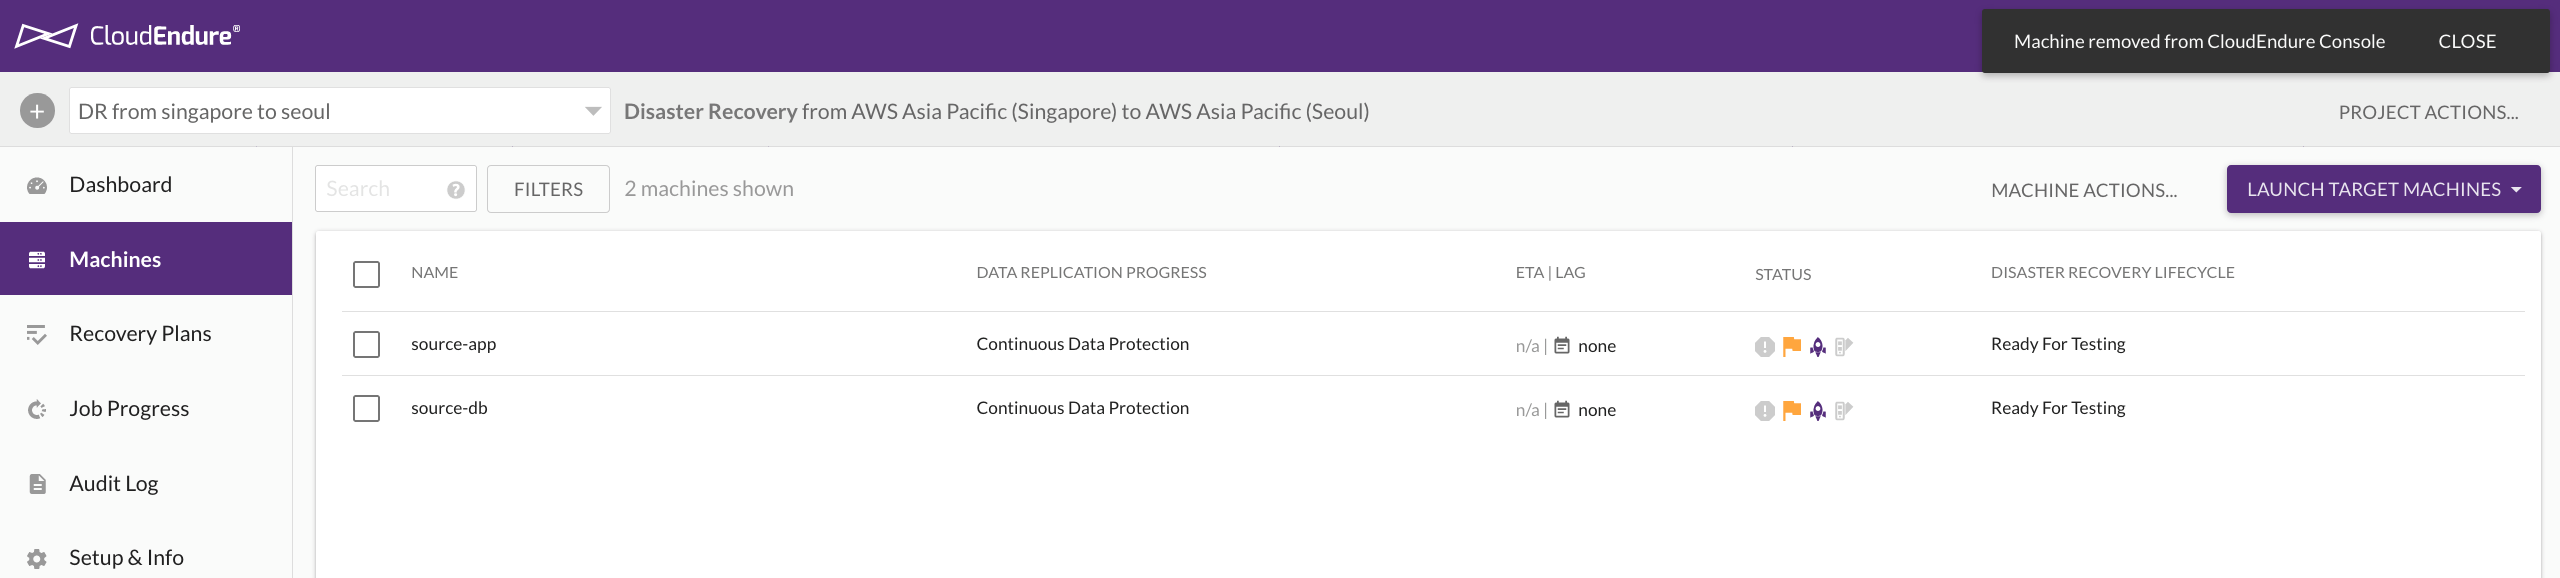 CloudEndure®
Machine removed from CloudEndure Console CLOSE
DR from singapore to seoul
Disaster Recovery from AWS Asia Pacific (Singapore) to AWS Asia Pacific (Seoul)
PROJECT ACTIONS...
Dashboard
Machines
Recovery Plans
Job Progress
Audit Log
Setup & Info
Search
FILTERS
2 machines shown
MACHINE ACTIONS...
LAUNCH TARGET MACHINES
NAME DATA REPLICATION PROGRESS ETA | LAG STATUS DISASTER RECOVERY LIFECYCLE
source-app Continuous Data Protection n/a | none Ready For Testing
source-db Continuous Data Protection n/a | none Ready For Testing